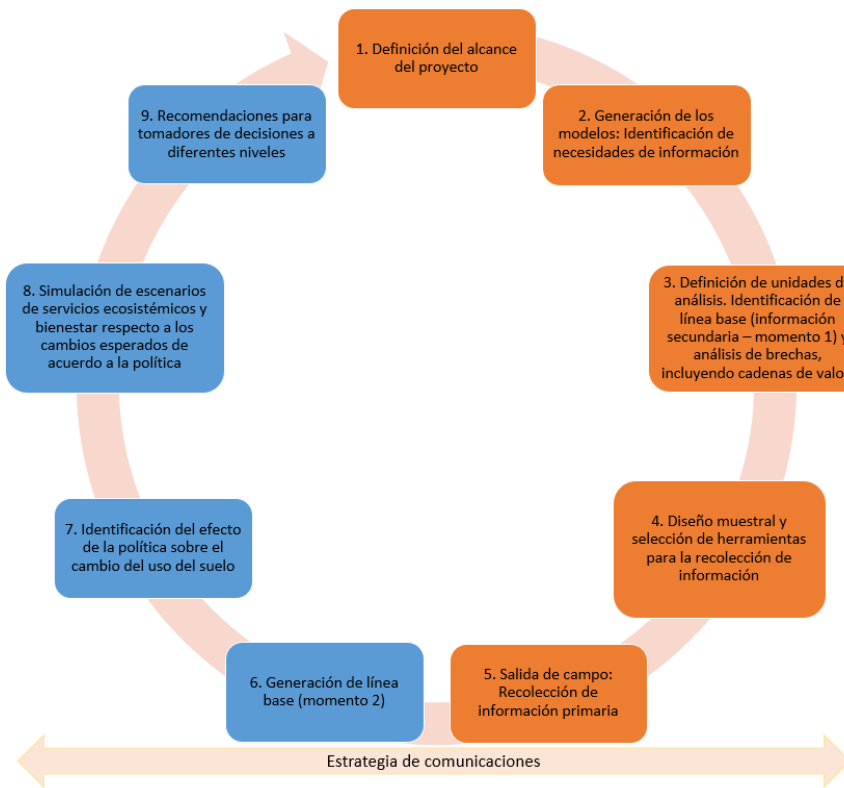 1. Definición del alcance
del proyecto
2. Generación de los
modelos: Identificación de
necesidades de información
3. Definición de unidades d
análisis. Identificación de
línea base (información
secundaria – momento 1) y
análisis de brechas,
incluyendo cadenas de valo
4. Diseño muestral y
selección de herramientas
para la recolección de
información
5. Salida de campo:
Recolección de
información primaria
6. Generación de línea
base (momento 2)
7. Identificación del efecto
de la política sobre el
cambio del uso del suelo
8. Simulación de escenarios
de servicios ecosistémicos y
bienestar respecto a los
cambios esperados de
acuerdo a la política
9. Recomendaciones para
tomadores de decisiones a
diferentes niveles
Estrategia de comunicaciones